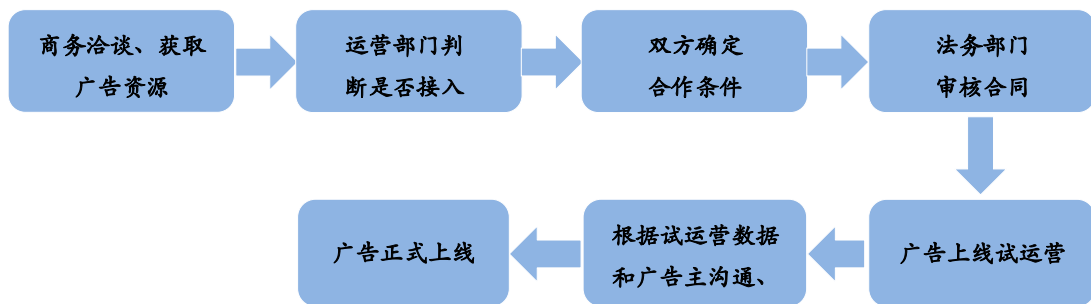 商务洽谈、获取
广告资源
运营部门判
断是否接入
双方确定
合作条件
法务部门
审核合同
广告上线试运营
根据试运营数据
和广告主沟通、
广告正式上线